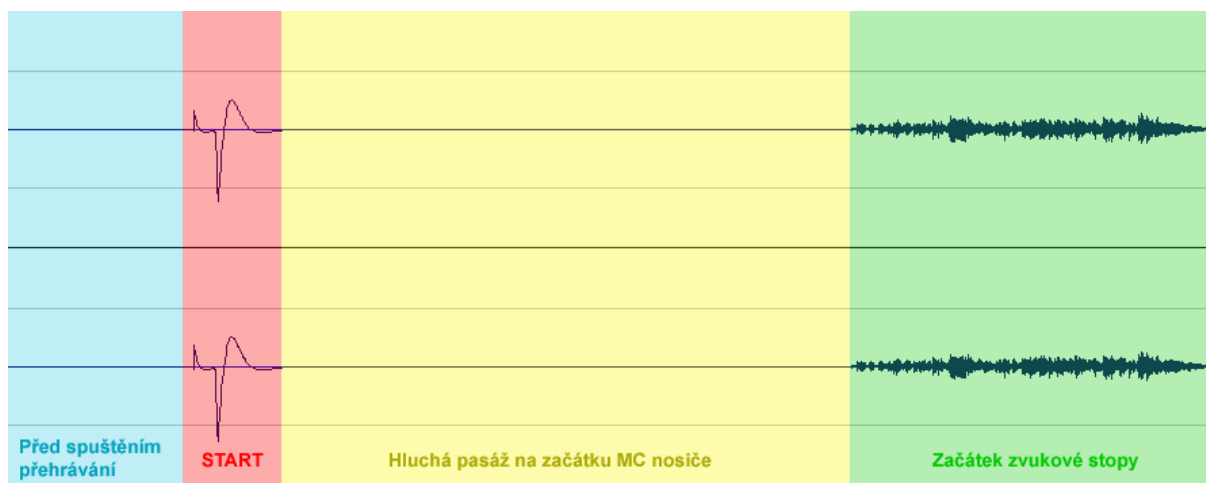 Před spuštěním
přehrávání
START
Hluchá pasáž na začátku MC nosiče
Začátek zvukové stopy